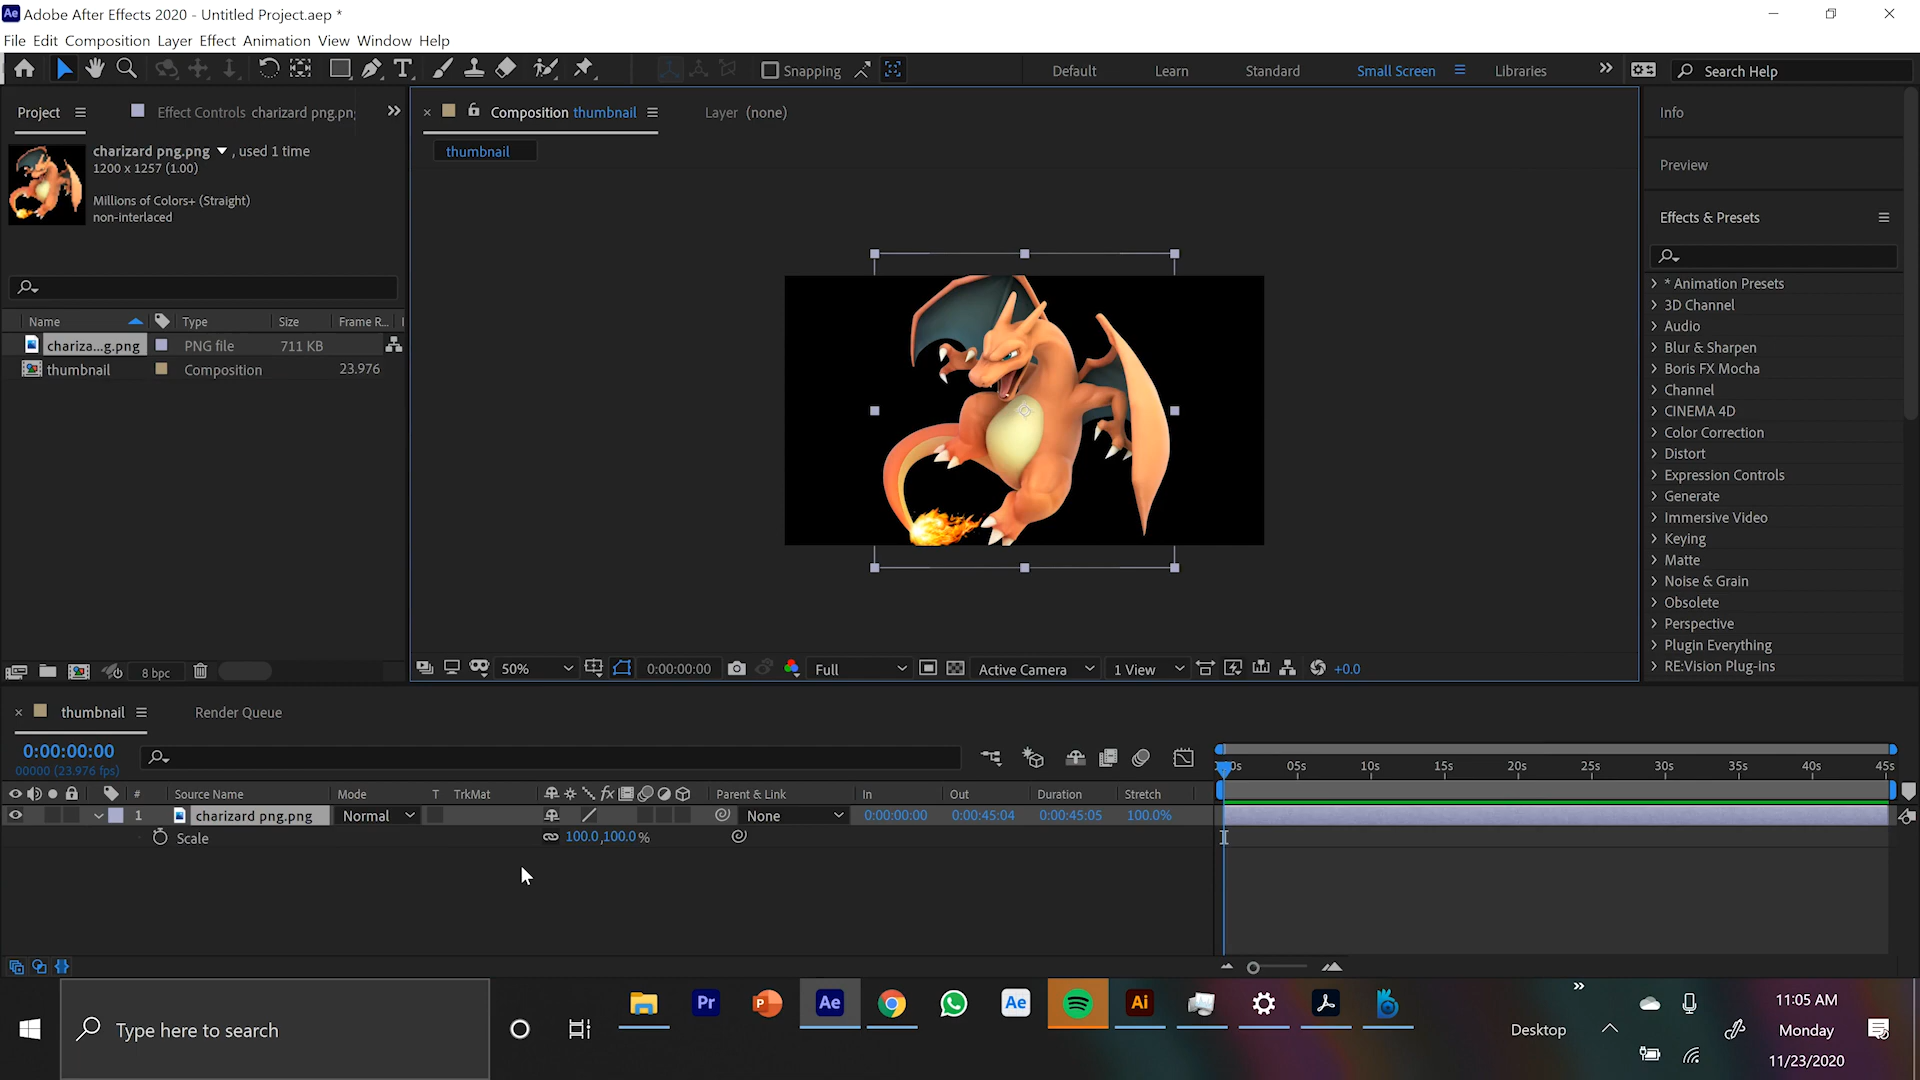 Ae Adobe After Effects 2020 - Untitled Project.aep *
File Edit Composition Layer Effect Animation View Window Help
Snapping
Default Learn Standard Small Screen Libraries
Search Help
Project Effect Controls charizard png.pn
charizard png.png , used 1 time
1200 x 1257 (1.00)
Millions of Colors+ (Straight)
non-interlaced
Name Type Size Frame R...
chariza...g.png PNG file 711 KB
thumbnail Composition 23.976
8 bpc
Composition thumbnail Layer (none)
thumbnail
50% 0:00:00:00 Full Active Camera 1 View +0.0
Info
Preview
Effects & Presets
* Animation Presets
3D Channel
Audio
Blur & Sharpen
Boris FX Mocha
Channel
CINEMA 4D
Color Correction
Distort
Expression Controls
Generate
Immersive Video
Keying
Matte
Noise & Grain
Obsolete
Perspective
Plugin Everything
RE:Vision Plug-ins
thumbnail Render Queue
0:00:00:00
00000 (23.976 fps)
05s 10s 15s 20s 25s 30s 35s 40s 45s
# Source Name Mode T TrkMat fx Parent & Link In Out Duration Stretch
1 charizard png.png Normal None 0:00:00:00 0:00:45:04 0:00:45:05 100.0%
Scale 100.0,100.0 %
Type here to search
Pr P Ae Ae Ai
Desktop
11:05 AM
Monday
11/23/2020